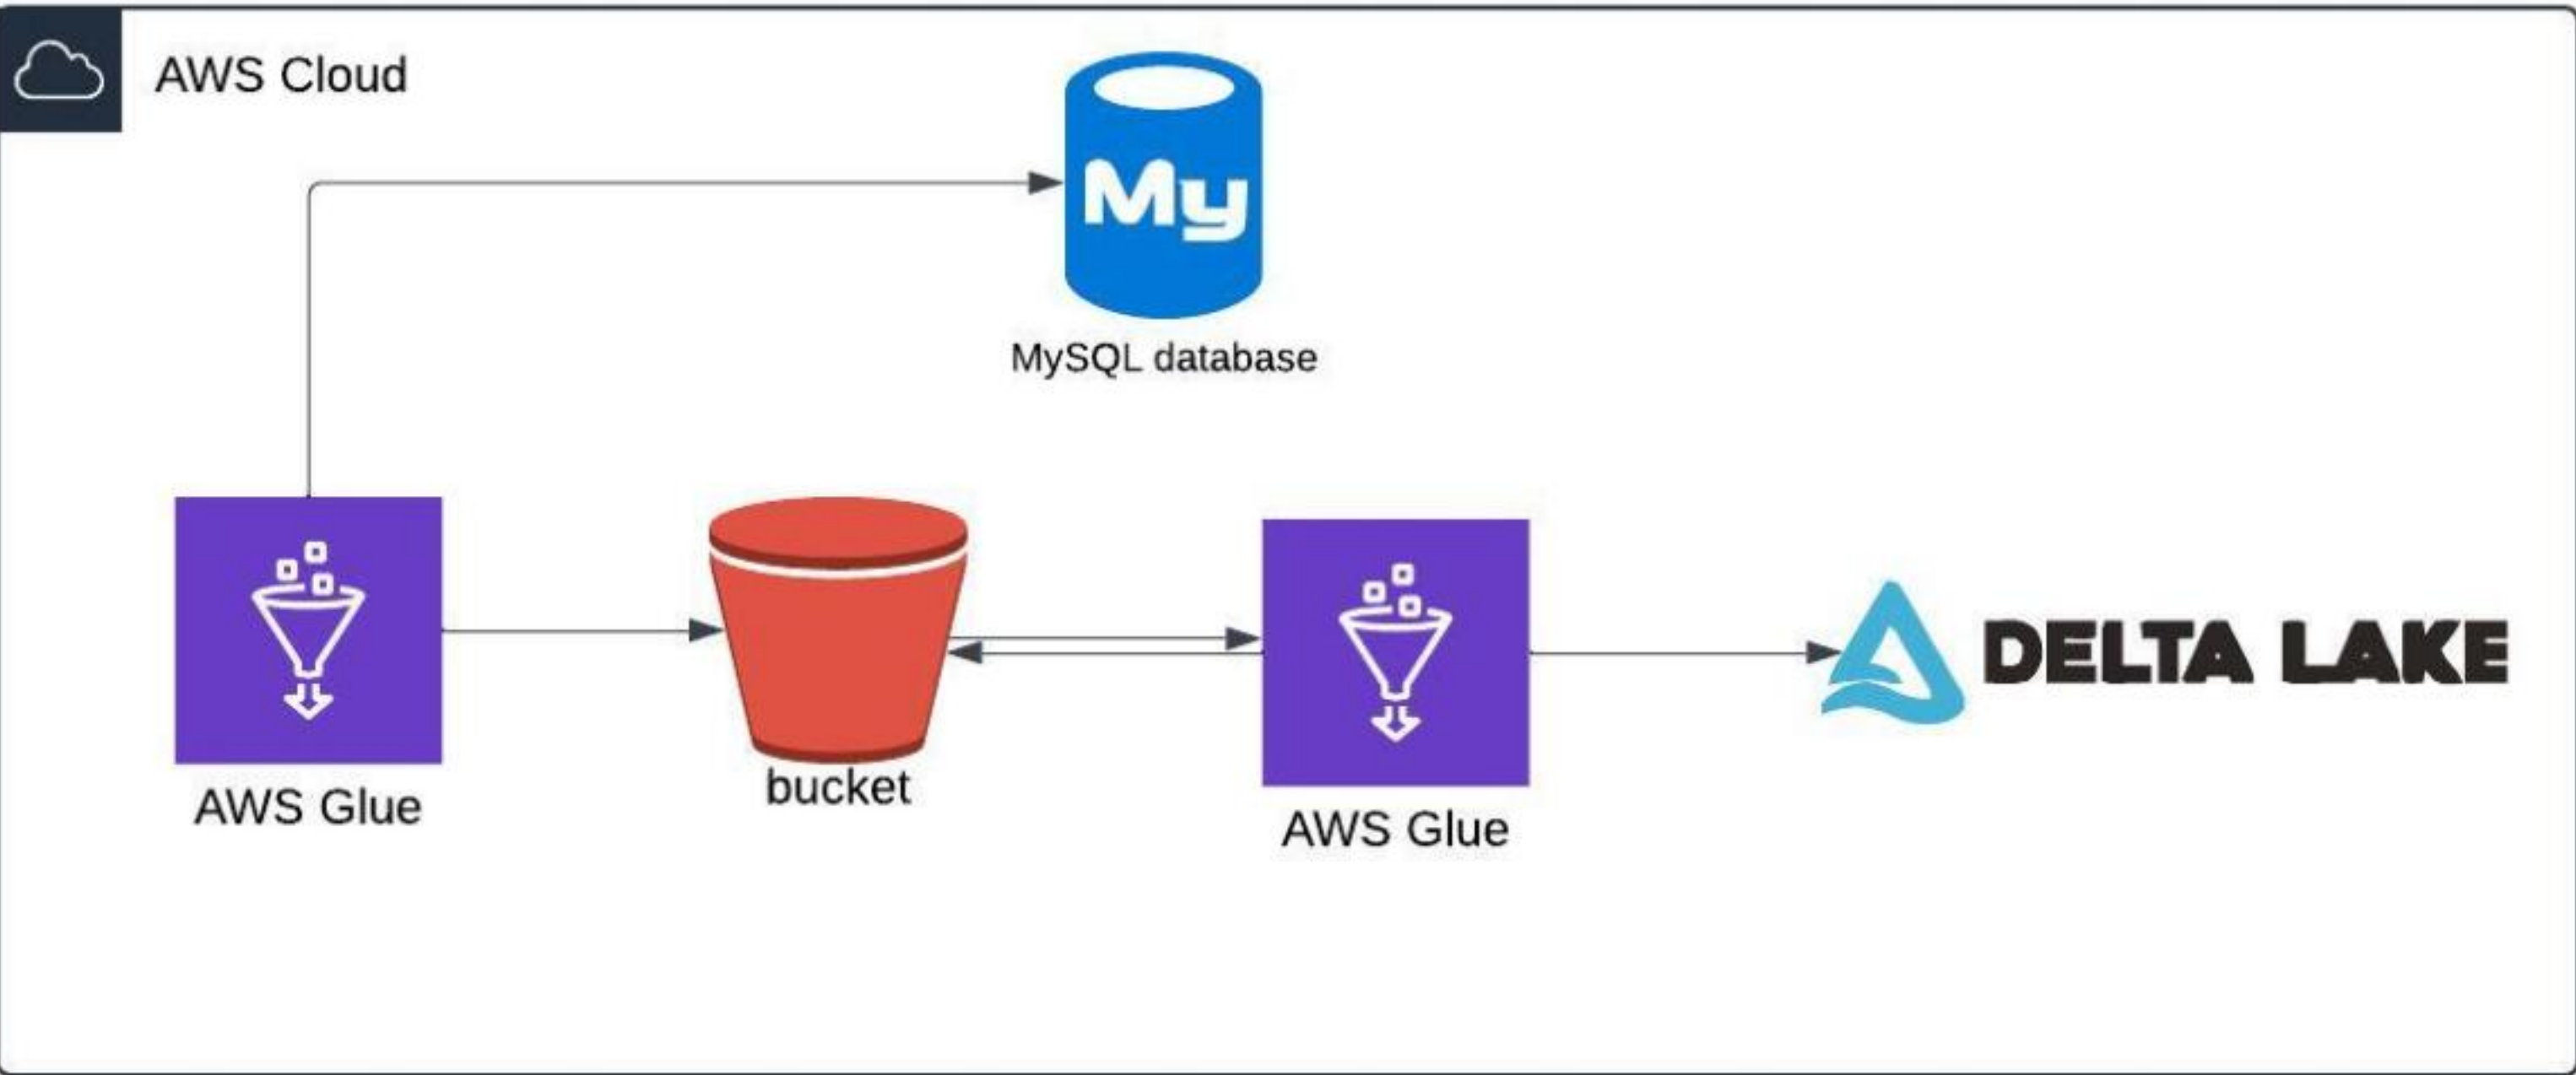 AWS Cloud
My
MySQL database
AWS Glue
bucket
AWS Glue
DELTA LAKE